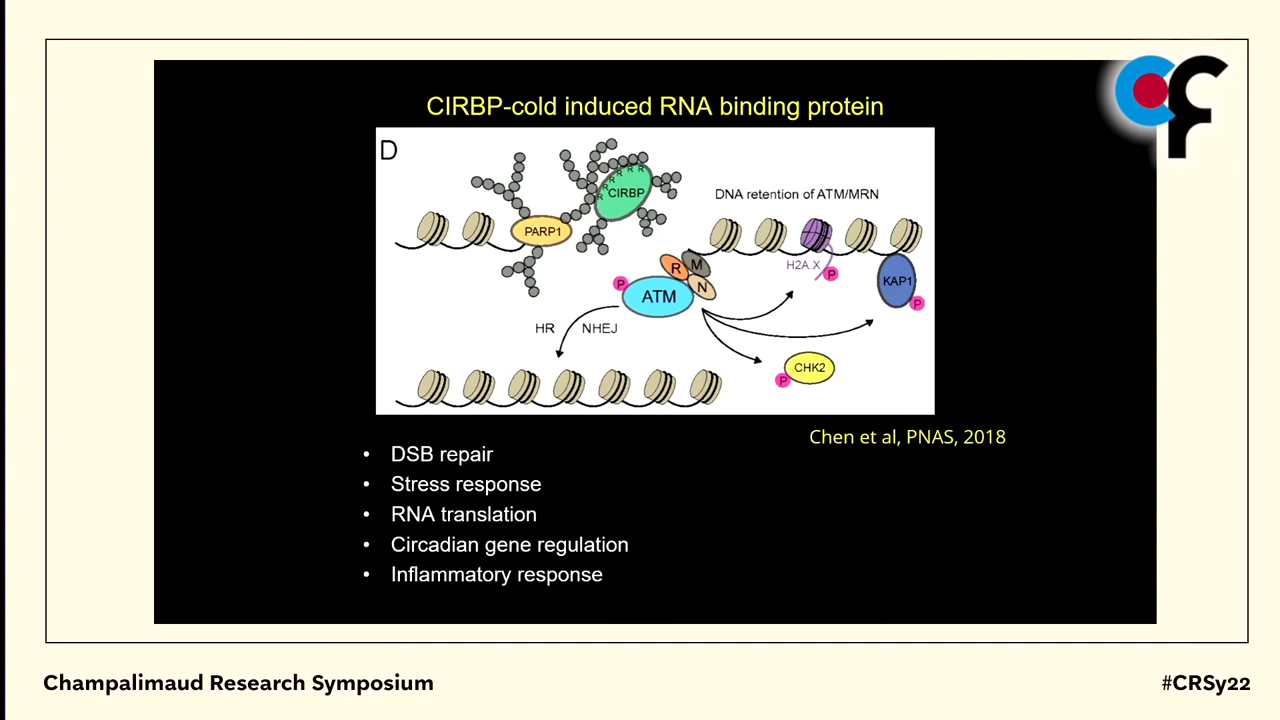 CIRBP-cold induced RNA binding protein
D
R R R R R R
CIRBP
PARP1
DNA retention of ATM/MRN
H2A.X
P
KAP1
P
R M N
P
ATM
HR NHEJ
CHK2
P
Chen et al, PNAS, 2018
• DSB repair
• Stress response
• RNA translation
• Circadian gene regulation
• Inflammatory response
Champalimaud Research Symposium
#CRSy22